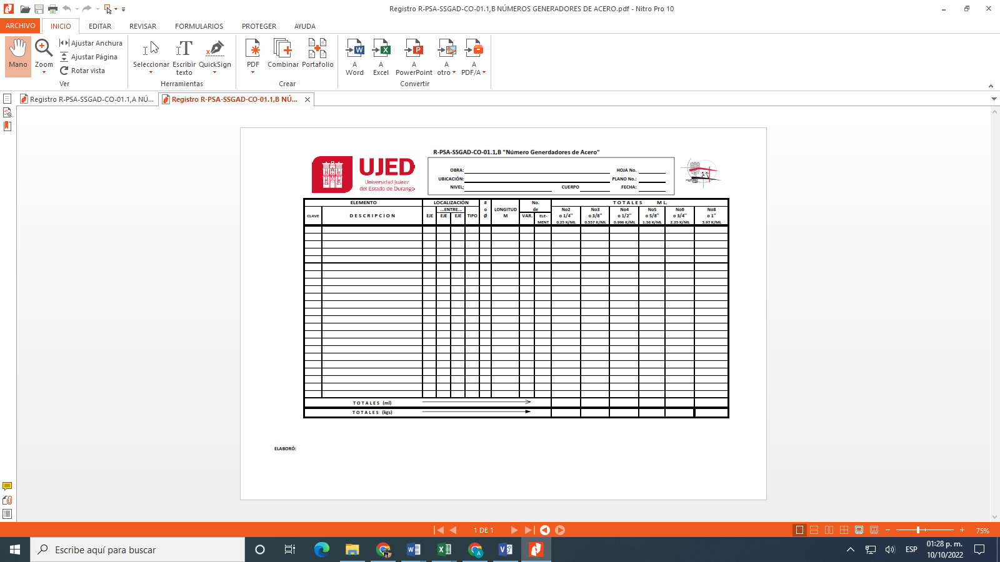 Registro R-PSA-SSGAD-CO-01.1,B NÚMEROS GENERADORES DE ACERO.pdf - Nitro Pro 10
ARCHIVO INICIO EDITAR REVISAR FORMULARIOS PROTEGER AYUDA
Mano
Zoom
Ajustar Anchura
Ajustar Página
Rotar vista
Ver
Seleccionar
Escribir texto
QuickSign
Herramientas
PDF
Combinar
Portafolio
Crear
A Word
A Excel
A PowerPoint
A otro
A PDF/A
Convertir
Registro R-PSA-SSGAD-CO-01.1,A NÚ...
Registro R-PSA-SSGAD-CO-01.1,B NÚ...
R-PSA-SSGAD-CO-01.1,B "Número Generdadores de Acero"
UJED
Universidad Juárez
del Estado de Durango
OBRA: HOJA No.
UBICACIÓN: PLANO No.:
NIVEL; CUERPO FECHA:
ELEMENTO LOCALIZACIÓN # No. T O T A L E S M L.
...ENTRE... o LONGITUD de No2 No3 No4 No5 No6 No8
CLAVE D E S C R I P C I O N EJE EJE EJE TIPO Ø M VAR. ELE- o 1/4" o 3/8" o 1/2" o 5/8" o 3/4" o 1"
MENT 0.25 K/ML 0.557 K/ML 0.996 K/ML 1.56 K/ML 2.25 K/ML 3.97 K/ML
T O T A L E S (ml)
T O T A L E S (kgs)
ELABORÓ:
1 DE 1
75%
Escribe aquí para buscar
ESP
01:28 p. m.
10/10/2022